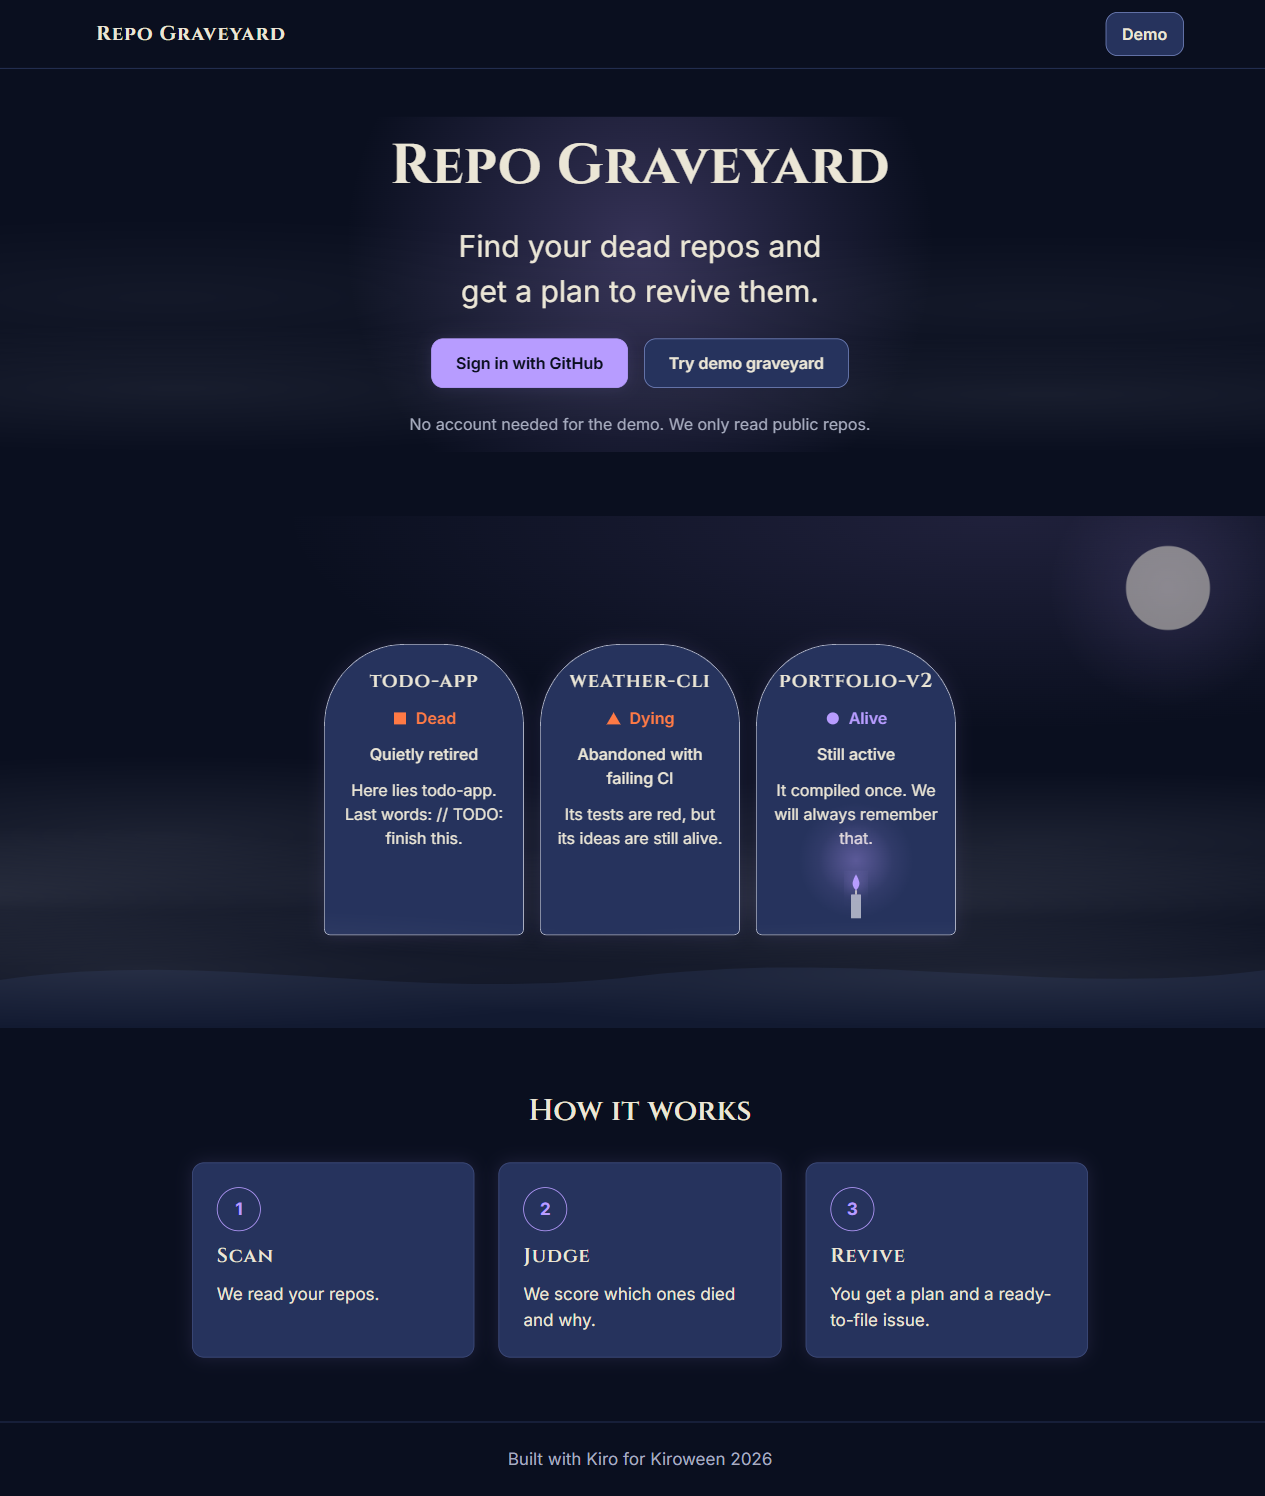 Repo Graveyard
Demo
Repo Graveyard
Find your dead repos and
get a plan to revive them.
Sign in with GitHub
Try demo graveyard
No account needed for the demo. We only read public repos.
todo-app
Dead
Quietly retired
Here lies todo-app.
Last words: // TODO:
finish this.
weather-cli
Dying
Abandoned with
failing CI
Its tests are red, but
its ideas are still alive.
portfolio-v2
Alive
Still active
It compiled once. We
will always remember
that.
How it works
1
Scan
We read your repos.
2
Judge
We score which ones died
and why.
3
Revive
You get a plan and a ready-
to-file issue.
Built with Kiro for Kiroween 2026